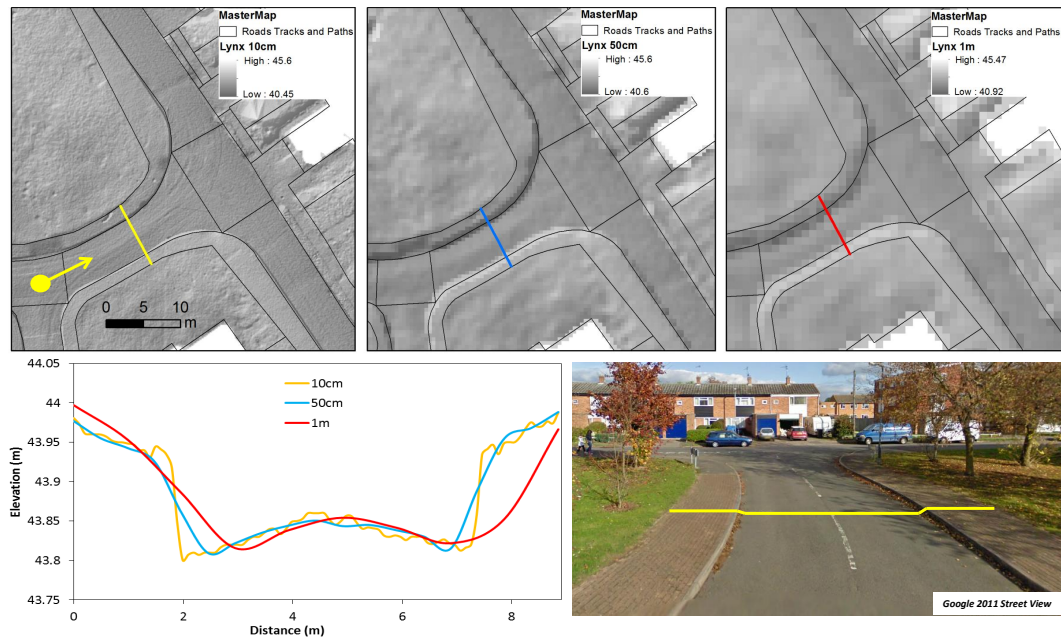 MasterMap
Roads Tracks and Paths
Lynx 10cm
High : 45.6
Low : 40.45
0 5 10
m
MasterMap
Roads Tracks and Paths
Lynx 50cm
High : 45.6
Low : 40.6
MasterMap
Roads Tracks and Paths
Lynx 1m
High : 45.47
Low : 40.92
44.05
44
43.95
43.9
43.85
43.8
43.75
Elevation (m)
10cm
50cm
1m
0 2 4 6 8
Distance (m)
Google 2011 Street View